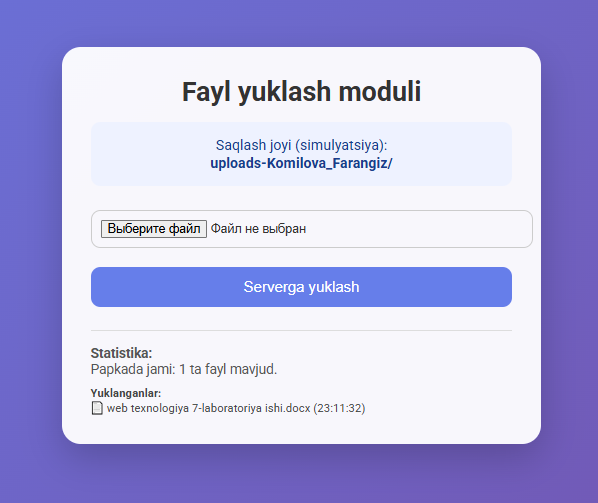 Fayl yuklash moduli
Saqlash joyi (simulyatsiya):
uploads-Komilova_Farangiz/
Выберите файл Файл не выбран
Serverga yuklash
Statistika:
Papkada jami: 1 ta fayl mavjud.
Yuklanganlar:
web texnologiya 7-laboratoriya ishi.docx (23:11:32)